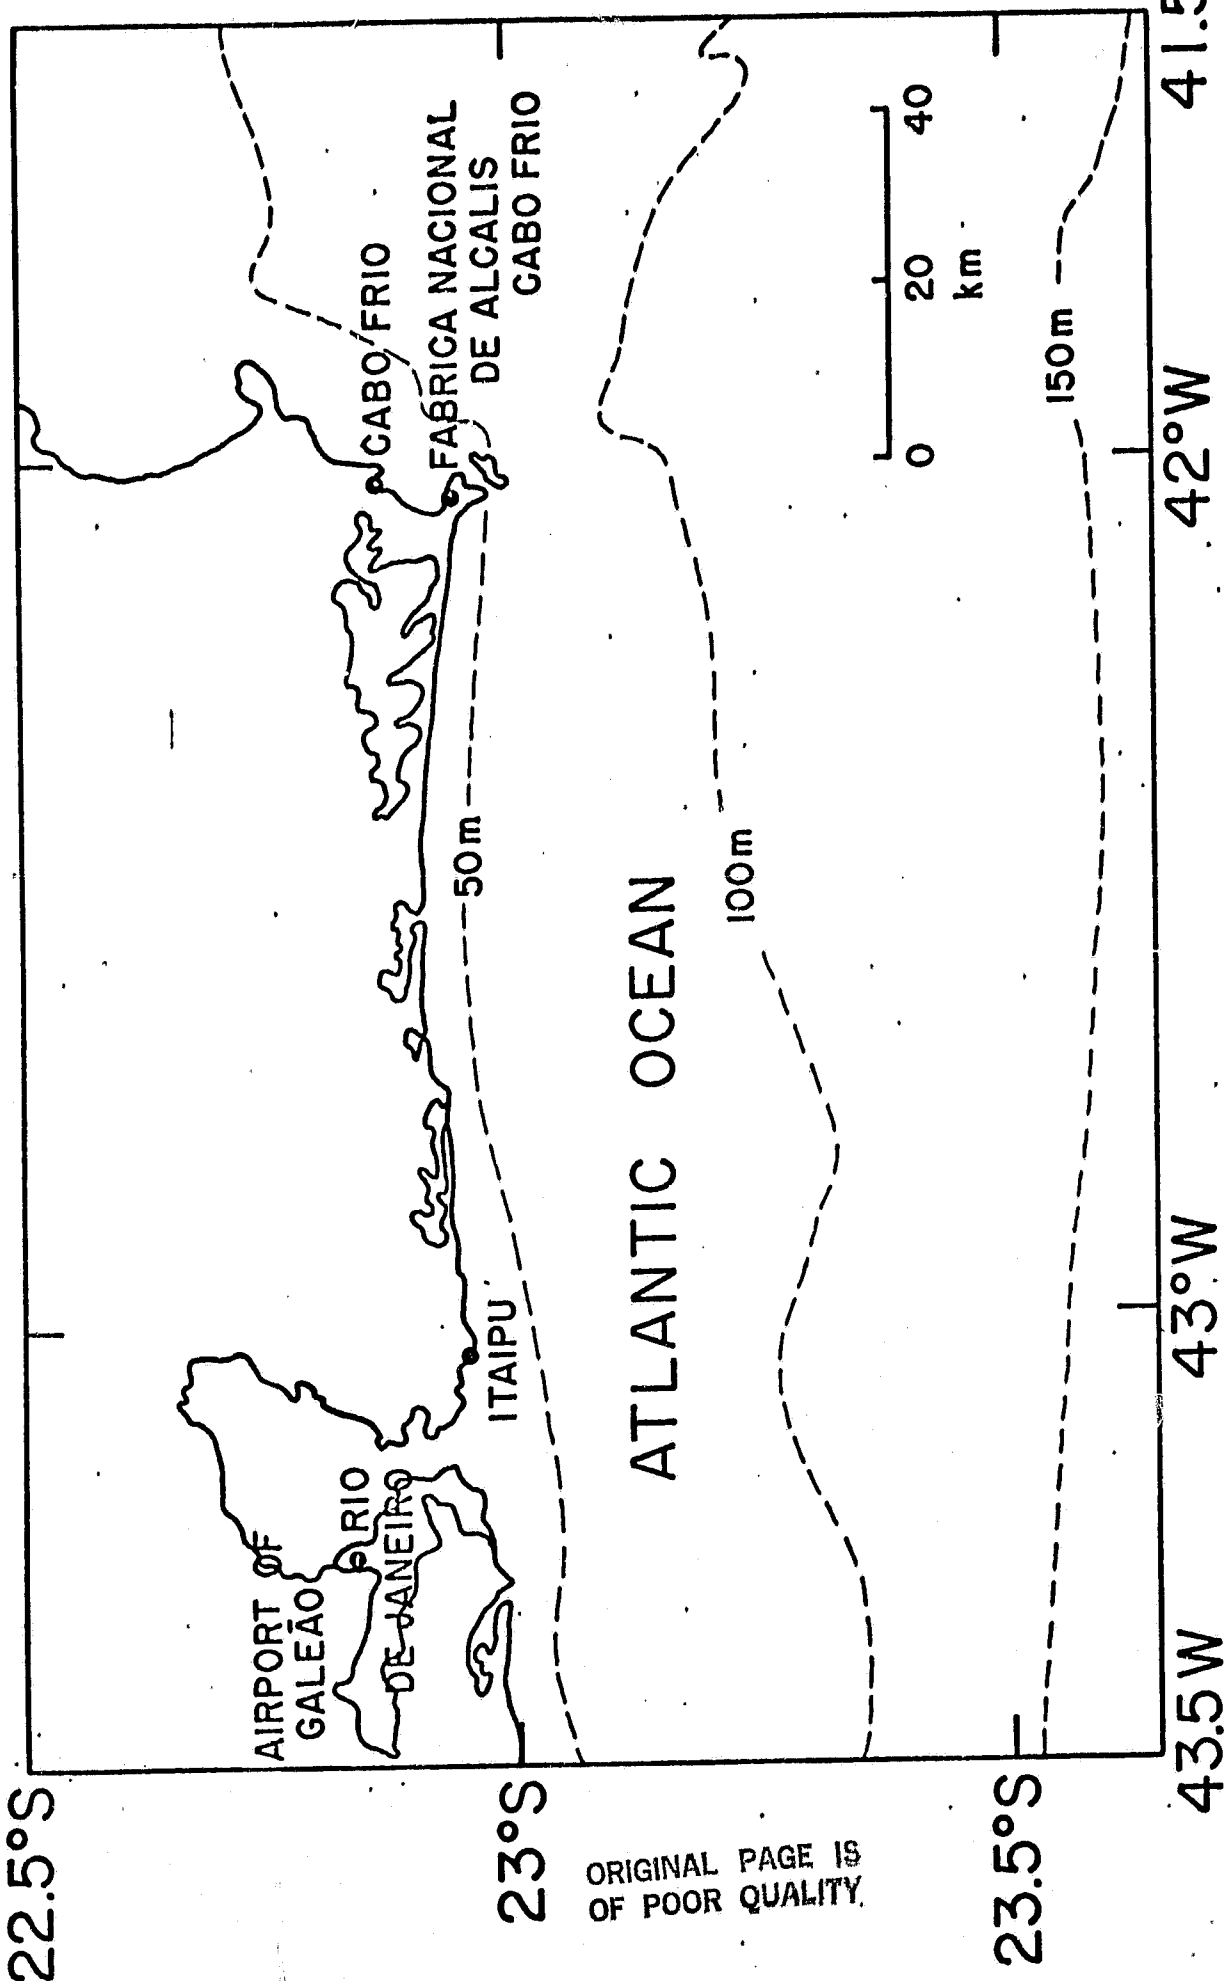 22.5°S
23°S
23.5°S
AIRPORT OF
GALEÃO
RIO
DE JANEIRO
ITAIPU
CABO FRIO
FABRICA NACIONAL
DE ALCALIS
CABO FRIO
50m
100m
150m
ATLANTIC OCEAN
0 20 40
km
43.5W
43°W
42°W
41.5
ORIGINAL PAGE IS
OF POOR QUALITY